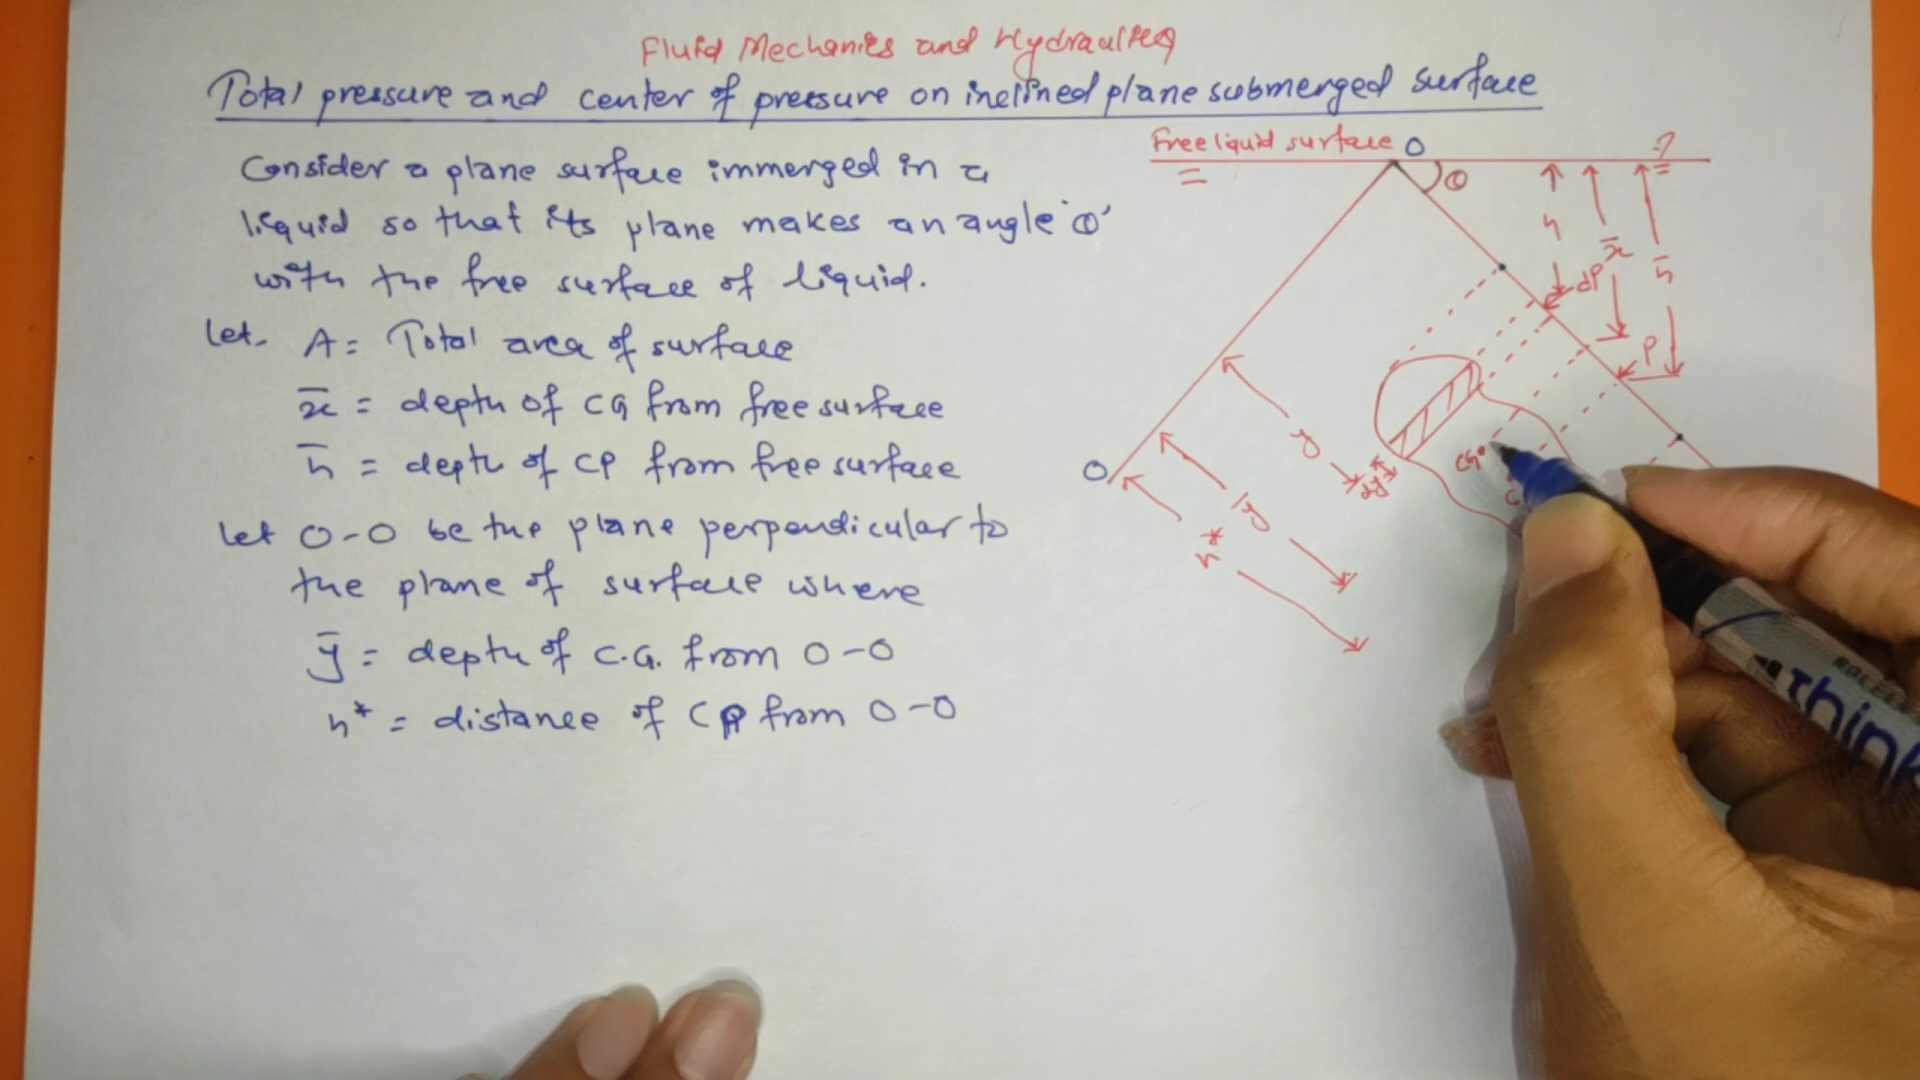 Fluid Mechanics and Hydraulics
Total pressure and center of pressure on inclined plane submerged surface
Consider a plane surface immerged in a
liquid so that its plane makes an angle 'θ'
with the free surface of liquid.
Let. A = Total area of surface
x̄ = depth of CG from free surface
h̄ = depth of CP from free surface
Let O-O be the plane perpendicular to
the plane of surface where
ȳ = depth of C.G. from O-O
h* = distance of CP from O-O
Free liquid surface O
θ
h
x̄
h̄
dP
P
y
dy
CG
C
O
ȳ
h*
think